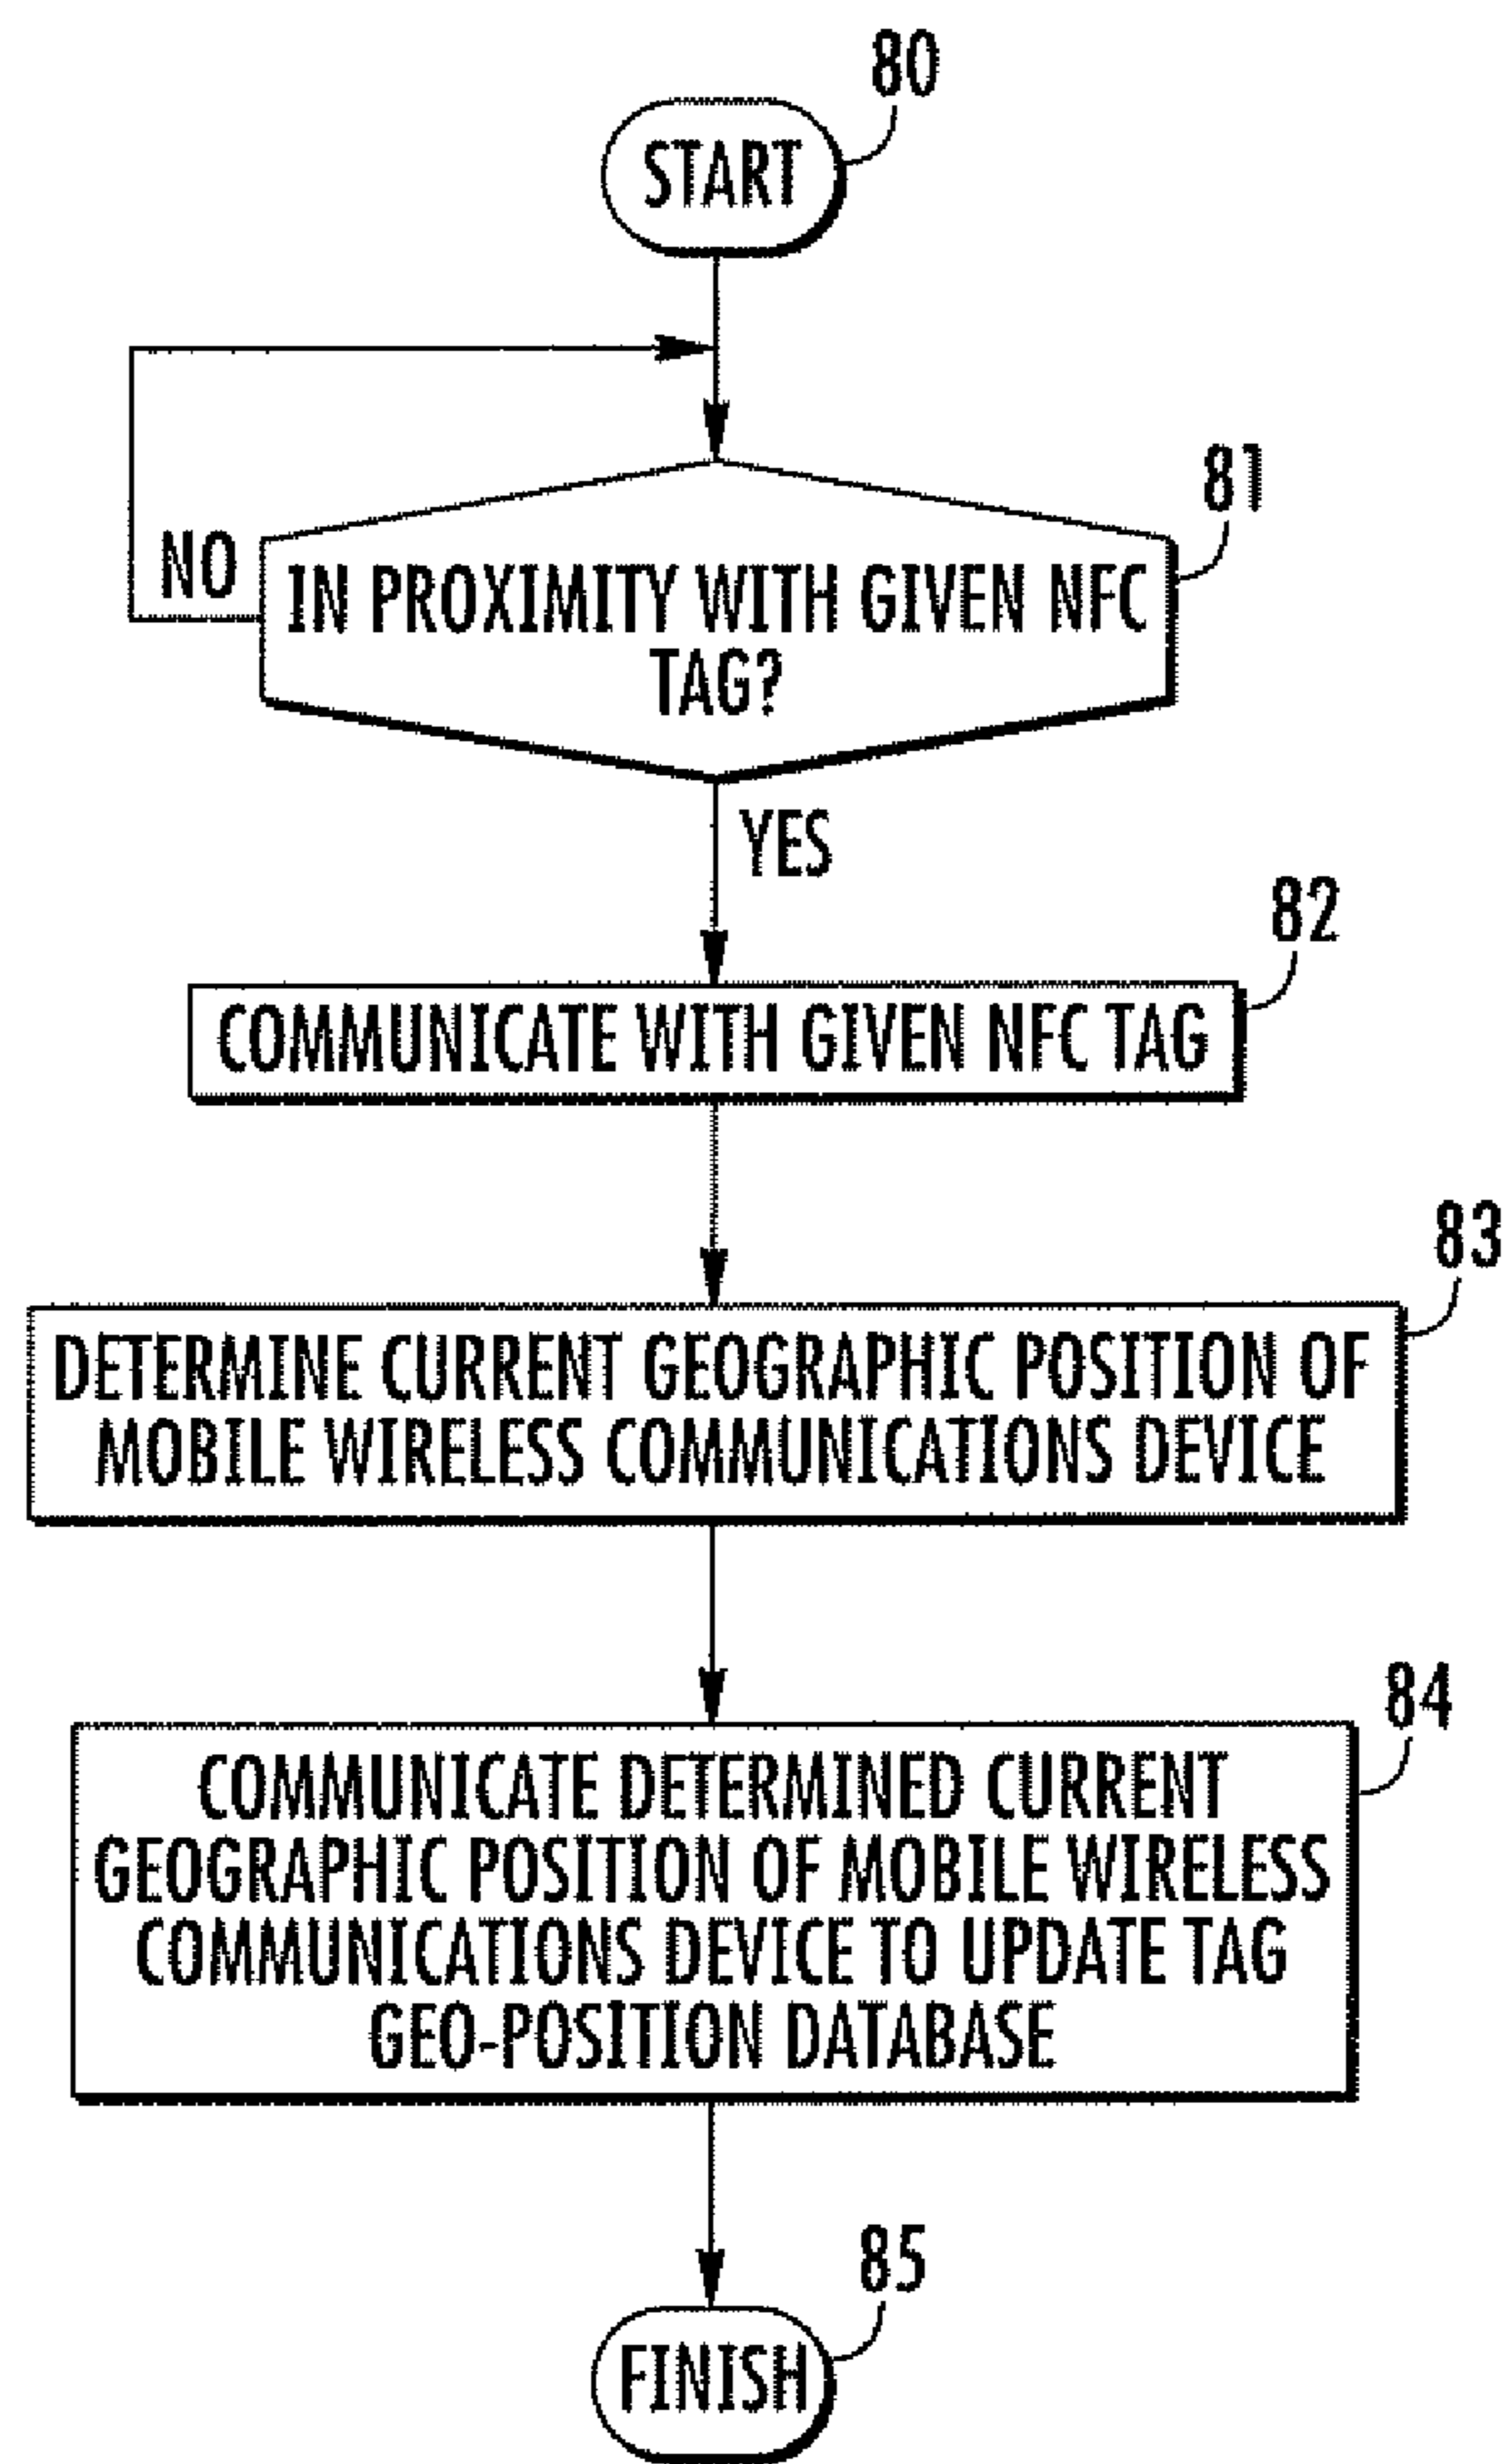 80
START
81
NO
IN PROXIMITY WITH GIVEN NFC
TAG?
YES
82
COMMUNICATE WITH GIVEN NFC TAG
83
DETERMINE CURRENT GEOGRAPHIC POSITION OF
MOBILE WIRELESS COMMUNICATIONS DEVICE
84
COMMUNICATE DETERMINED CURRENT
GEOGRAPHIC POSITION OF MOBILE WIRELESS
COMMUNICATIONS DEVICE TO UPDATE TAG
GEO-POSITION DATABASE
85
FINISH